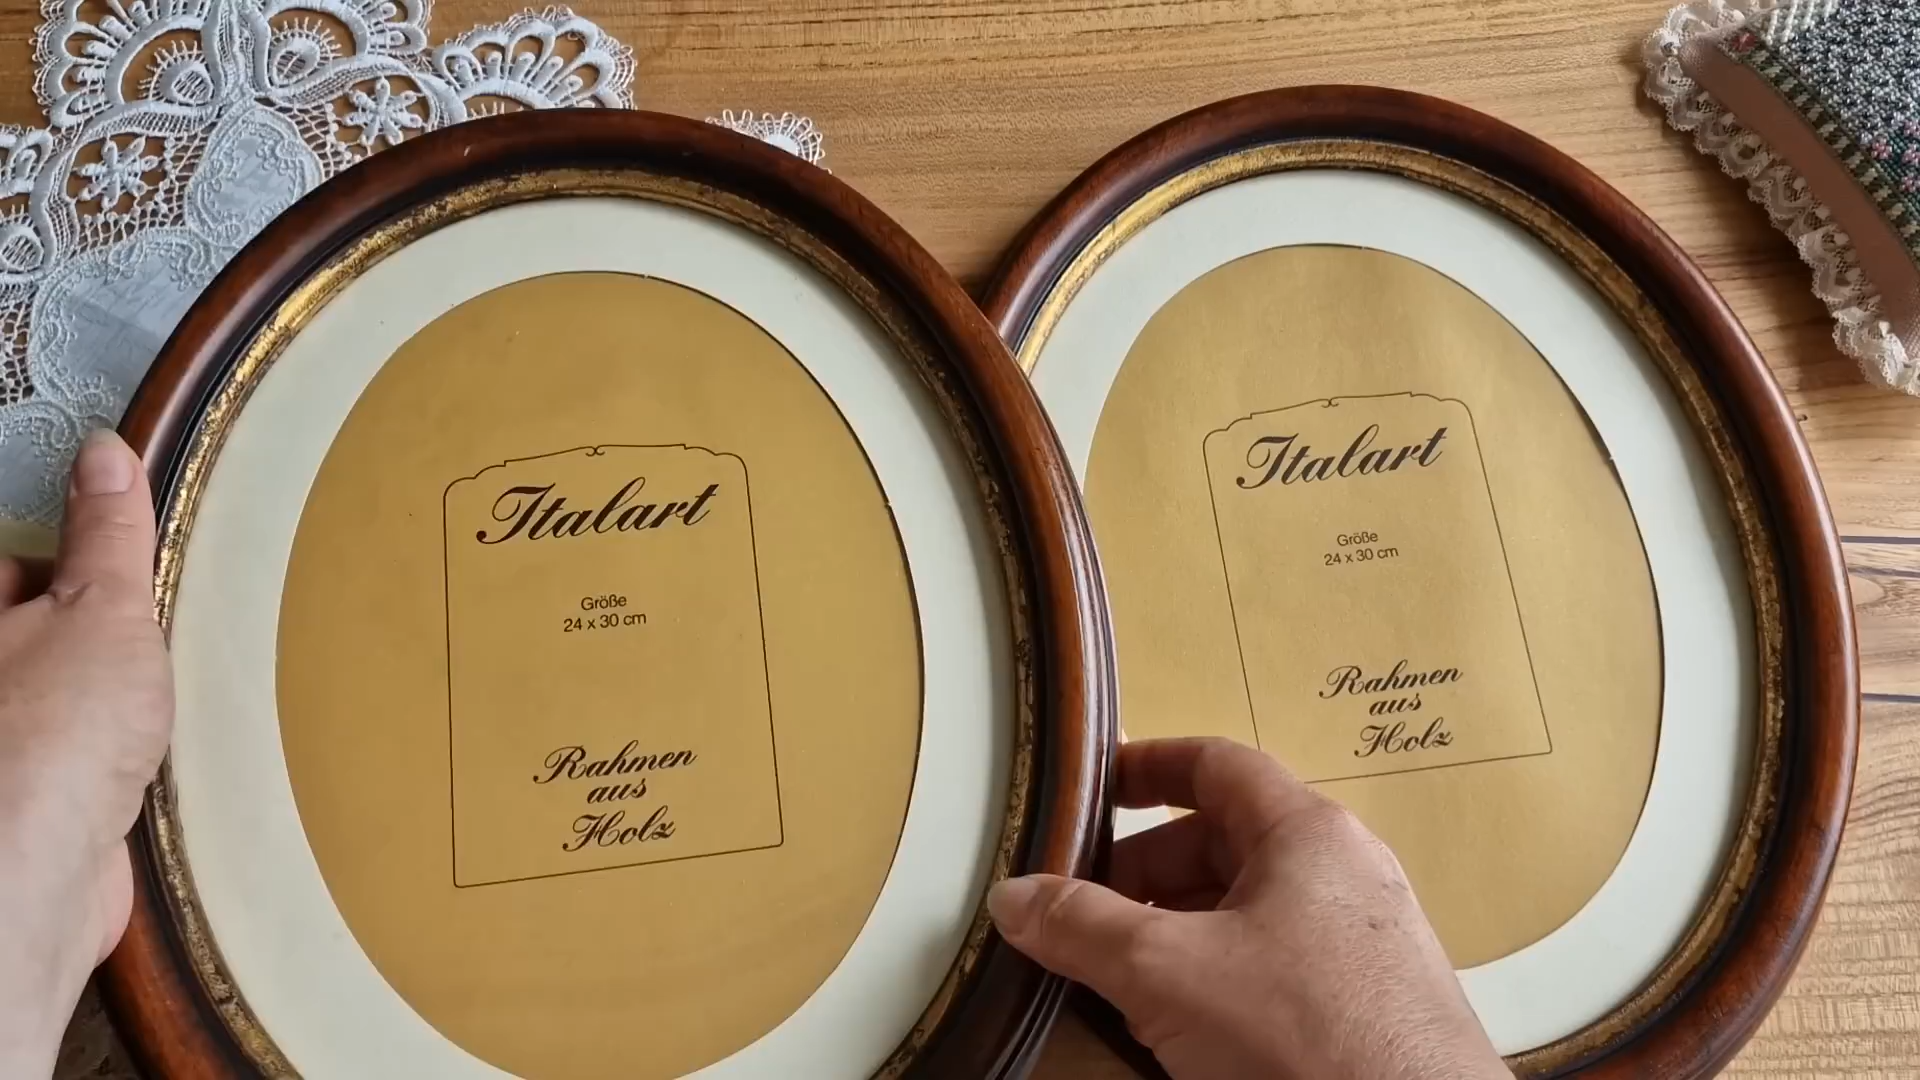 Italart
Größe
24 x 30 cm
Rahmen
aus
Holz
Italart
Größe
24 x 30 cm
Rahmen
aus
Holz